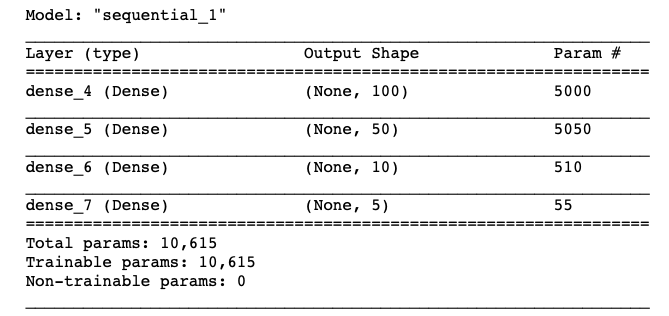 Model: "sequential_1"
Layer (type) Output Shape Param #
dense_4 (Dense) (None, 100) 5000
dense_5 (Dense) (None, 50) 5050
dense_6 (Dense) (None, 10) 510
dense_7 (Dense) (None, 5) 55
Total params: 10,615
Trainable params: 10,615
Non-trainable params: 0